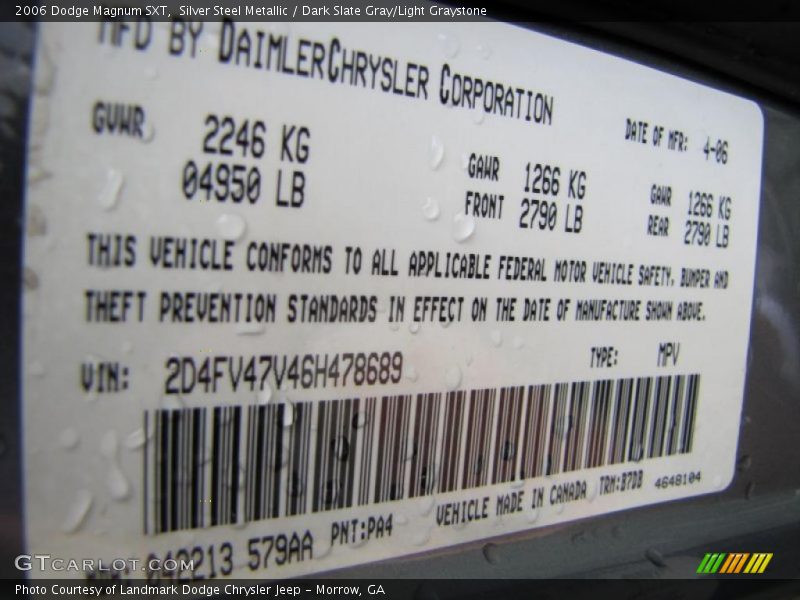 2006 Dodge Magnum SXT, Silver Steel Metallic / Dark Slate Gray/Light Graystone
MFD BY DAIMLERCHRYSLER CORPORATION
DATE OF MFR: 4-06
GVWR
2246 KG
04950 LB
GAWR FRONT
1266 KG
2790 LB
GAWR REAR
1266 KG
2790 LB
THIS VEHICLE CONFORMS TO ALL APPLICABLE FEDERAL MOTOR VEHICLE SAFETY, BUMPER AND
THEFT PREVENTION STANDARDS IN EFFECT ON THE DATE OF MANUFACTURE SHOWN ABOVE.
VIN: 2D4FV47V46H478689
TYPE: MPV
042213 579AA PNT:PA4 VEHICLE MADE IN CANADA TRM:B7DB 4648104
GTCARLOT.COM
Photo Courtesy of Landmark Dodge Chrysler Jeep - Morrow, GA